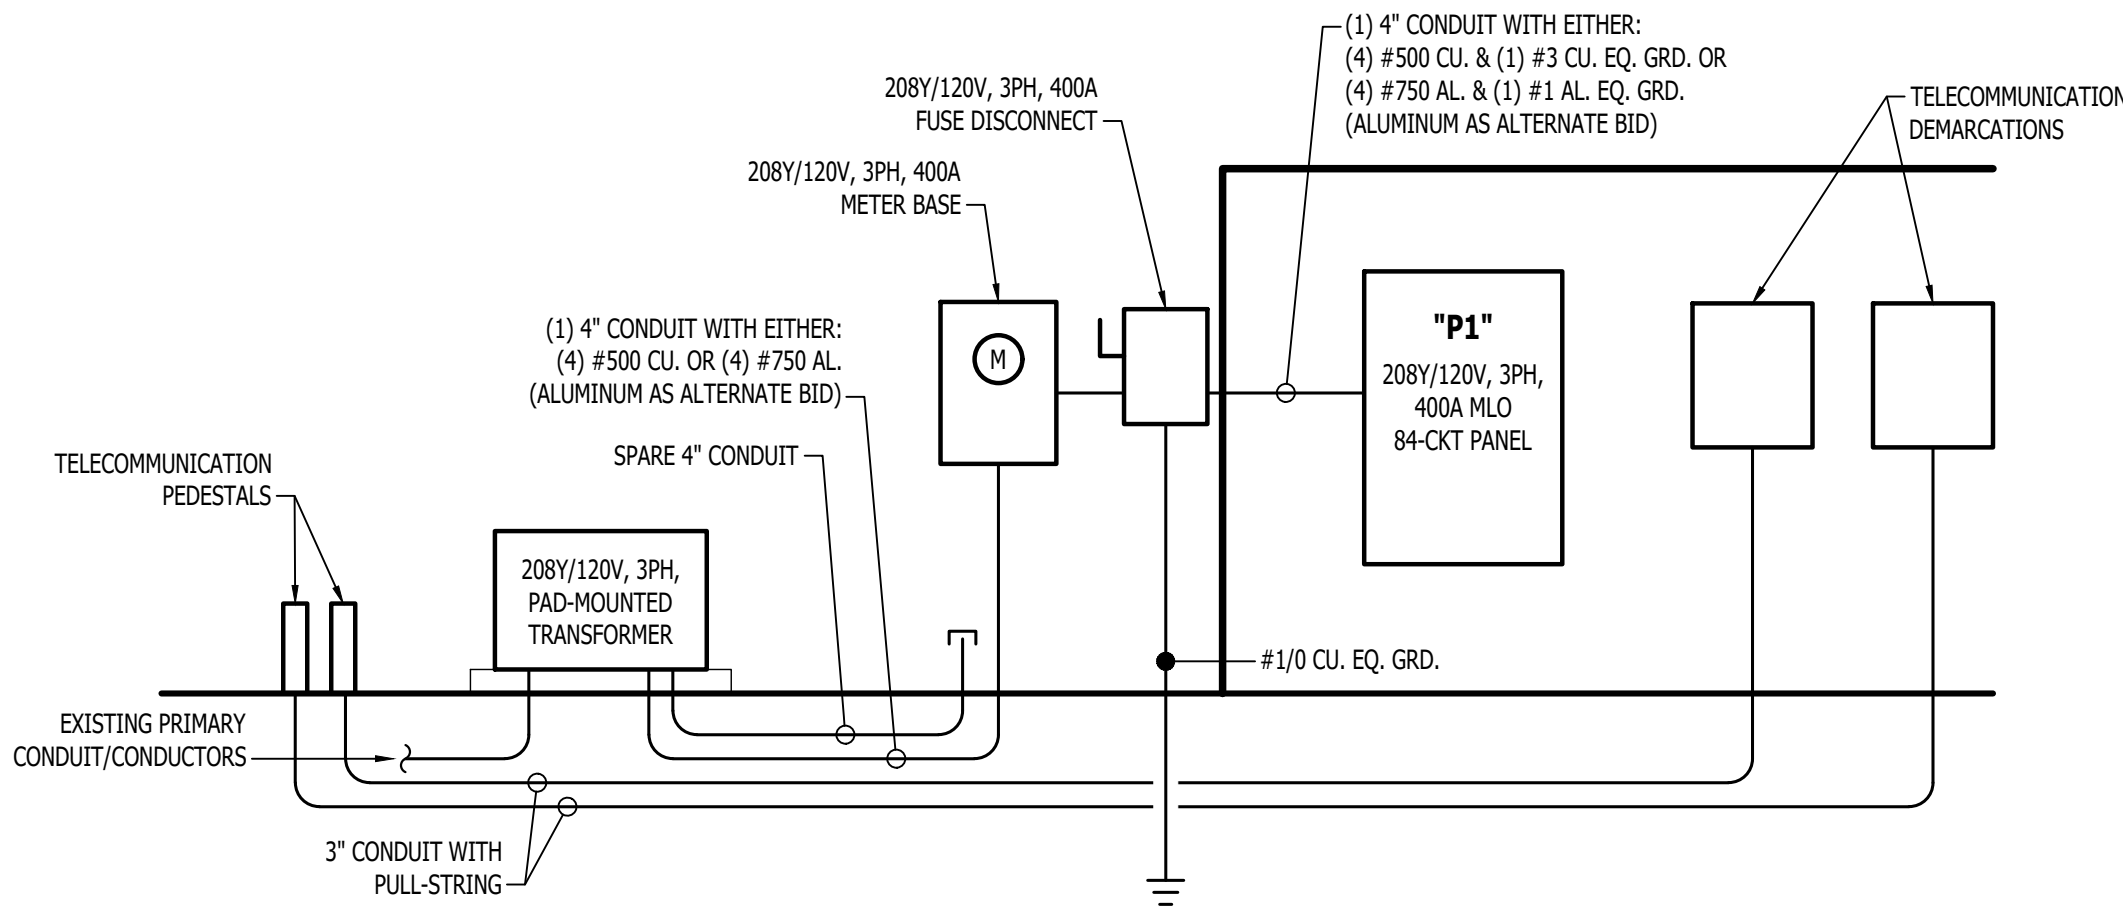 (1) 4" CONDUIT WITH EITHER:
(4) #500 CU. & (1) #3 CU. EQ. GRD. OR
(4) #750 AL. & (1) #1 AL. EQ. GRD.
(ALUMINUM AS ALTERNATE BID)
208Y/120V, 3PH, 400A
FUSE DISCONNECT
TELECOMMUNICATION
DEMARCATIONS
208Y/120V, 3PH, 400A
METER BASE
(1) 4" CONDUIT WITH EITHER:
(4) #500 CU. OR (4) #750 AL.
(ALUMINUM AS ALTERNATE BID)
M
"P1"
208Y/120V, 3PH,
400A MLO
84-CKT PANEL
SPARE 4" CONDUIT
TELECOMMUNICATION
PEDESTALS
208Y/120V, 3PH,
PAD-MOUNTED
TRANSFORMER
#1/0 CU. EQ. GRD.
EXISTING PRIMARY
CONDUIT/CONDUCTORS
3" CONDUIT WITH
PULL-STRING